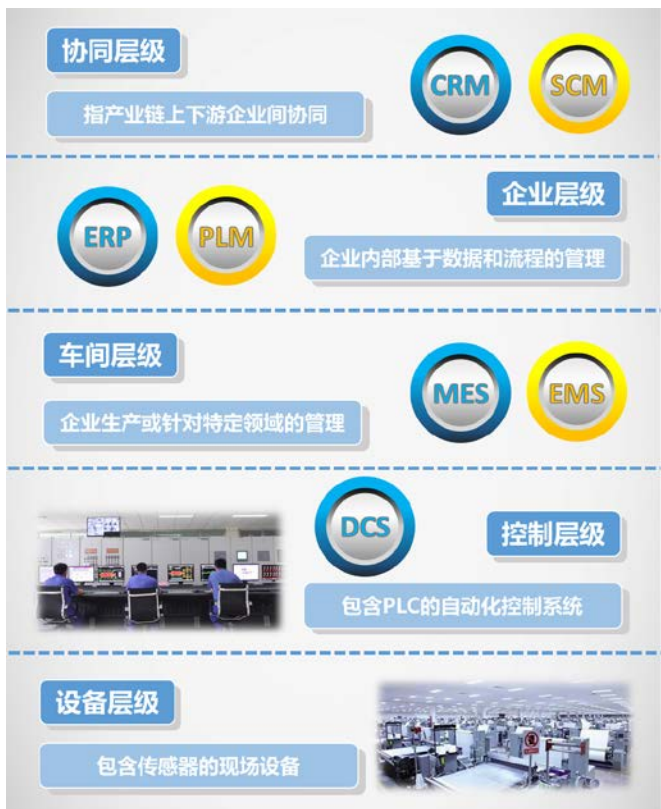 协同层级
CRM
SCM
指产业链上下游企业间协同
ERP
PLM
企业层级
企业内部基于数据和流程的管理
车间层级
MES
EMS
企业生产或针对特定领域的管理
DCS
控制层级
包含PLC的自动化控制系统
设备层级
包含传感器的现场设备